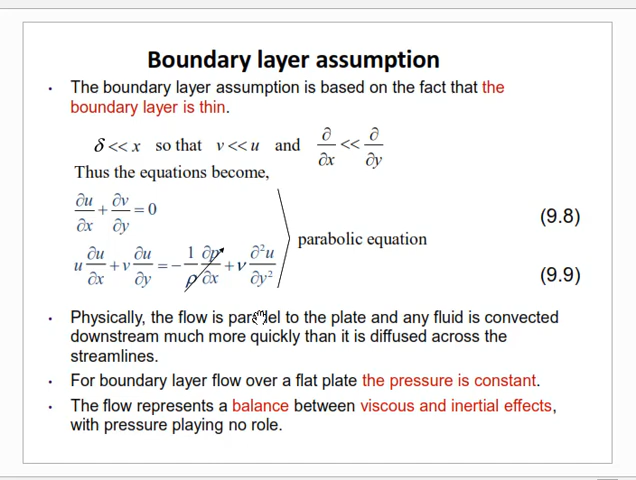 Boundary layer assumption
• The boundary layer assumption is based on the fact that the
boundary layer is thin.
δ << x so that v << u and ∂/∂x << ∂/∂y
Thus the equations become,
∂u/∂x + ∂v/∂y = 0
(9.8)
u ∂u/∂x + v ∂u/∂y = − 1/ρ ∂p/∂x + ν ∂²u/∂y²
parabolic equation
(9.9)
• Physically, the flow is parallel to the plate and any fluid is convected
downstream much more quickly than it is diffused across the
streamlines.
• For boundary layer flow over a flat plate the pressure is constant.
• The flow represents a balance between viscous and inertial effects,
with pressure playing no role.